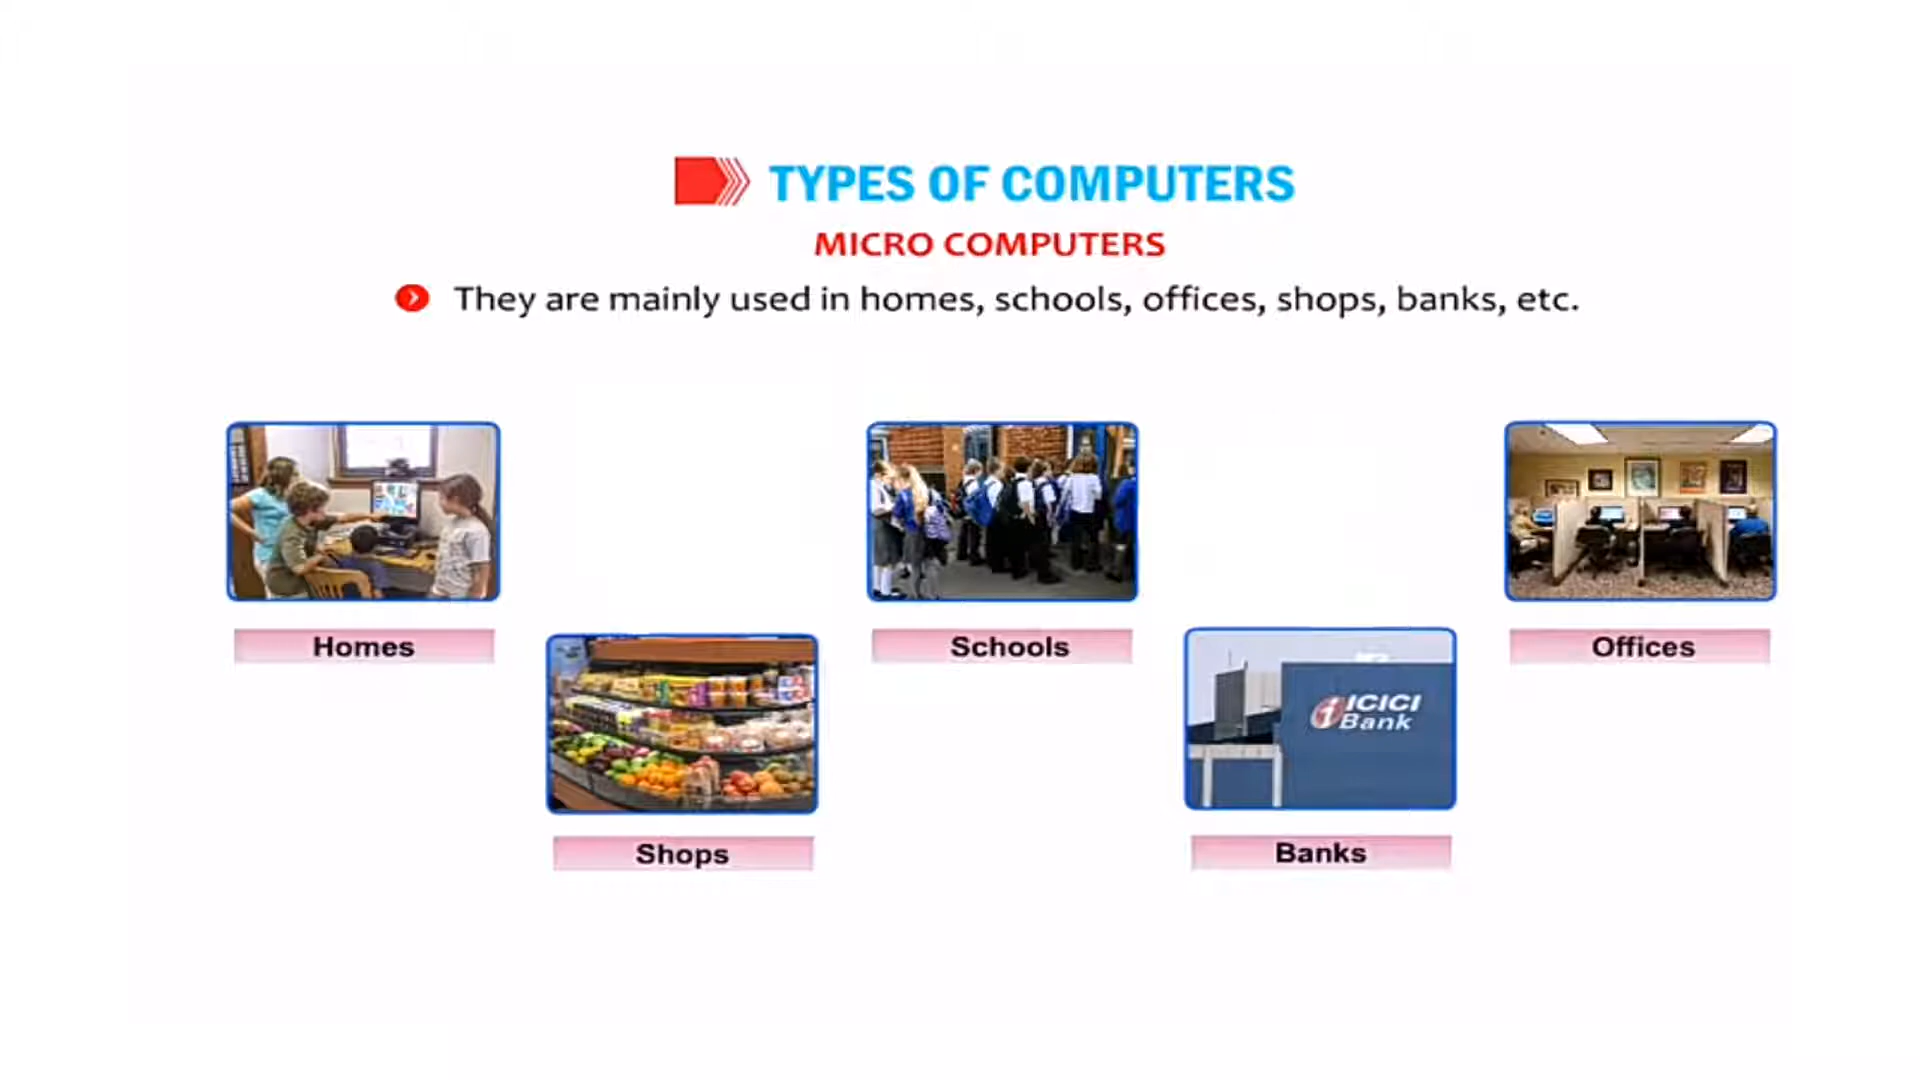 TYPES OF COMPUTERS
MICRO COMPUTERS
They are mainly used in homes, schools, offices, shops, banks, etc.
Homes
Schools
Offices
ICICI
Bank
Shops
Banks